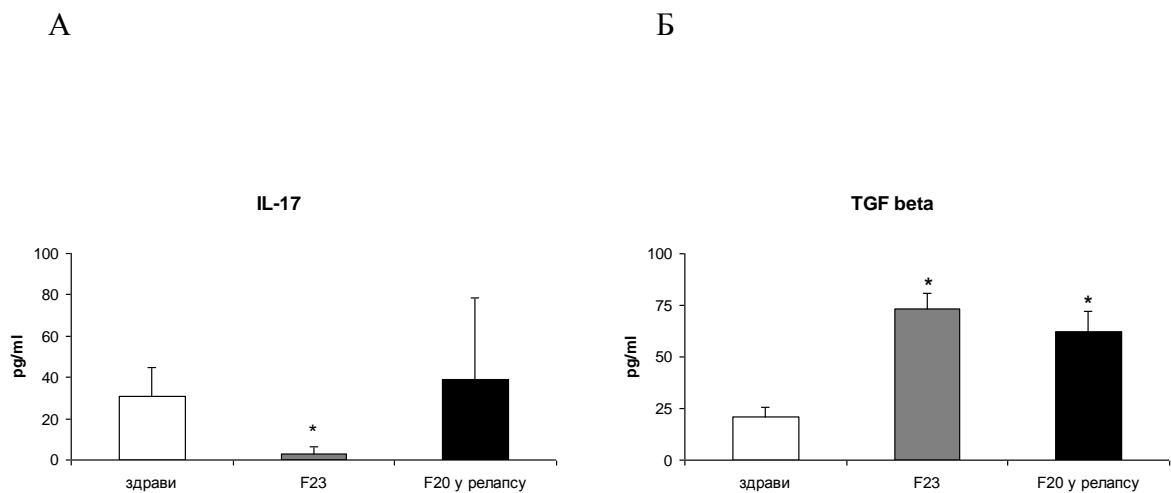 А
Б
IL-17
100
80
60
40
20
0
pg/ml
*
здрави
F23
F20 у релапсу
TGF beta
100
75
50
25
0
pg/ml
*
*
здрави
F23
F20 у релапсу